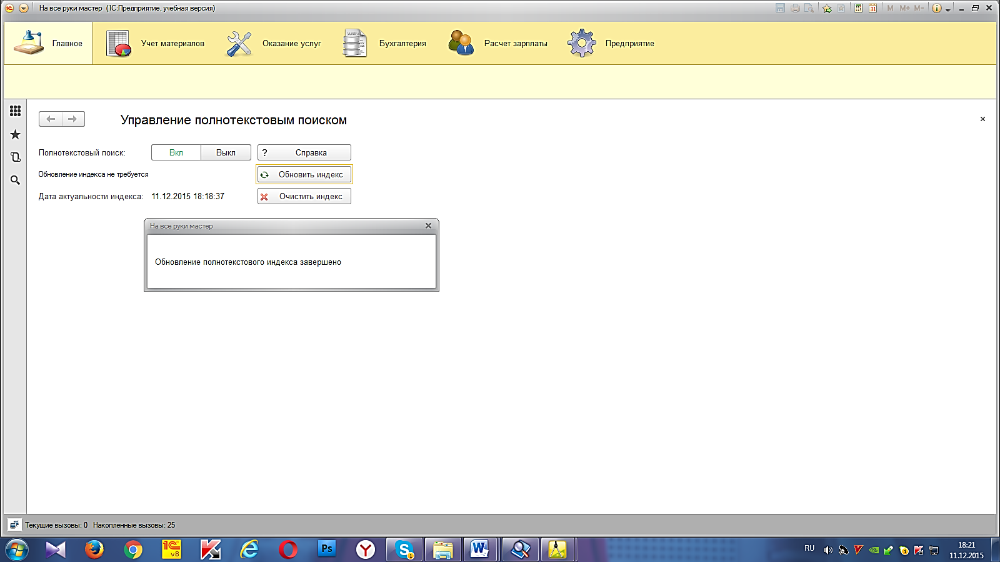 На все руки мастер (1С:Предприятие, учебная версия)
31 M M+ M-
Главное Учет материалов Оказание услуг Бухгалтерия Расчет зарплаты Предприятие
Управление полнотекстовым поиском
Полнотекстовый поиск: Вкл Выкл ? Справка
Обновление индекса не требуется Обновить индекс
Дата актуальности индекса: 11.12.2015 18:18:37 Очистить индекс
На все руки мастер
Обновление полнотекстового индекса завершено
Текущие вызовы: 0 Накопленные вызовы: 25
1С v8 Ps RU 18:21
11.12.2015